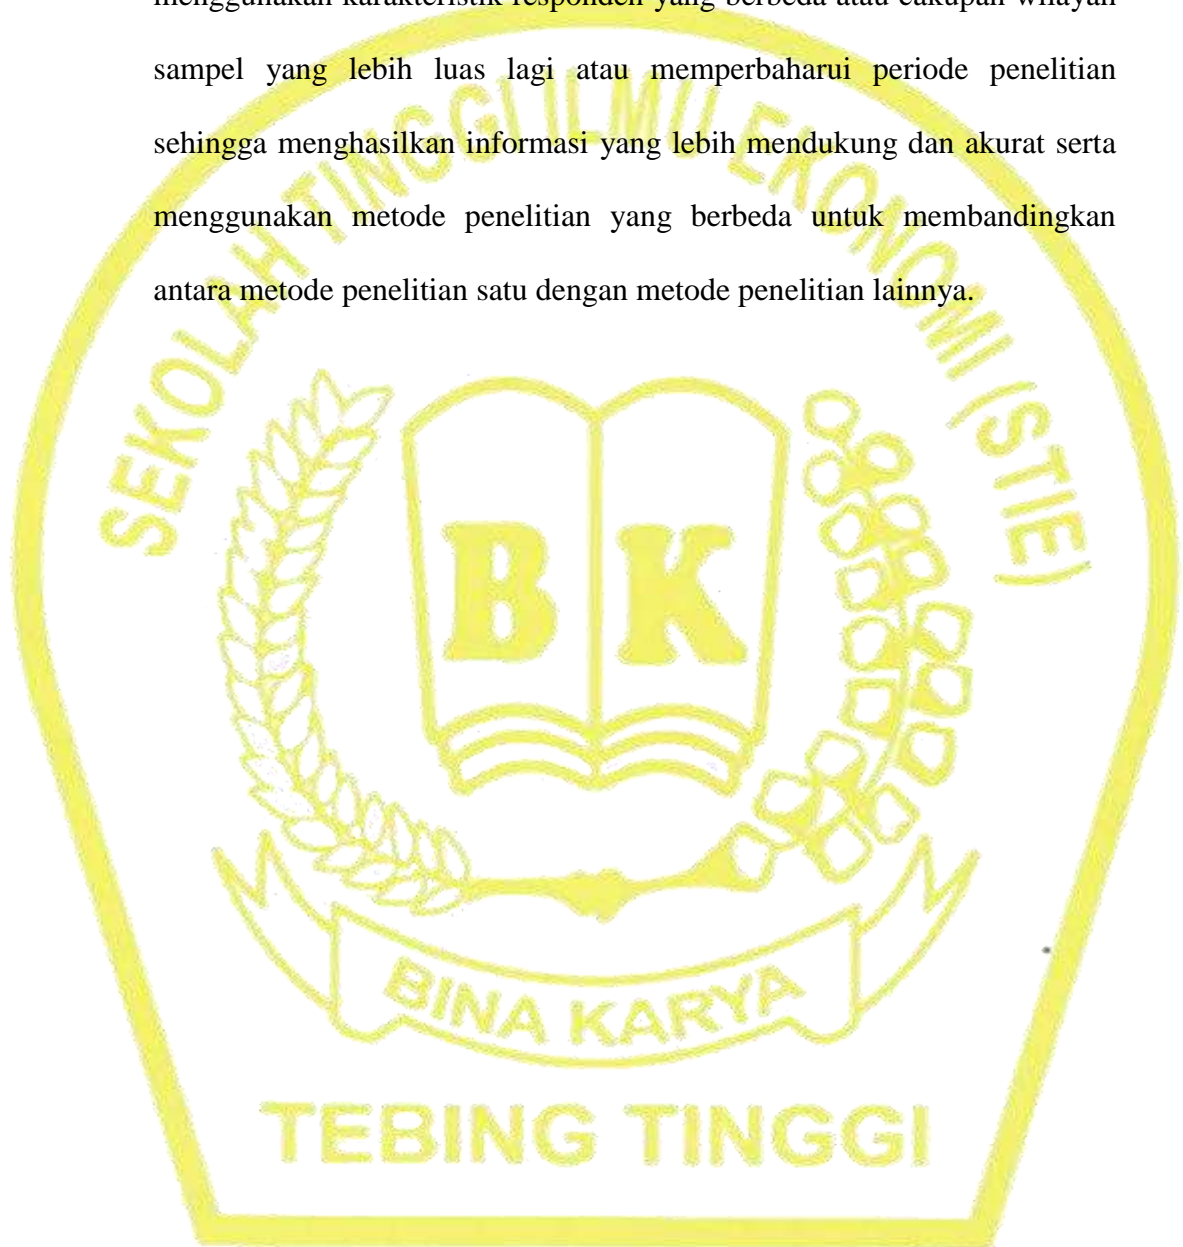 menggunakan karakteristik responden yang berbeda atau cakupan wilayah
sampel yang lebih luas lagi atau memperbaharui periode penelitian
sehingga menghasilkan informasi yang lebih mendukung dan akurat serta
menggunakan metode penelitian yang berbeda untuk membandingkan
antara metode penelitian satu dengan metode penelitian lainnya.
SEKOLAH TINGGI ILMU EKONOMI (STIE)
B K
BINA KARYA
TEBING TINGGI